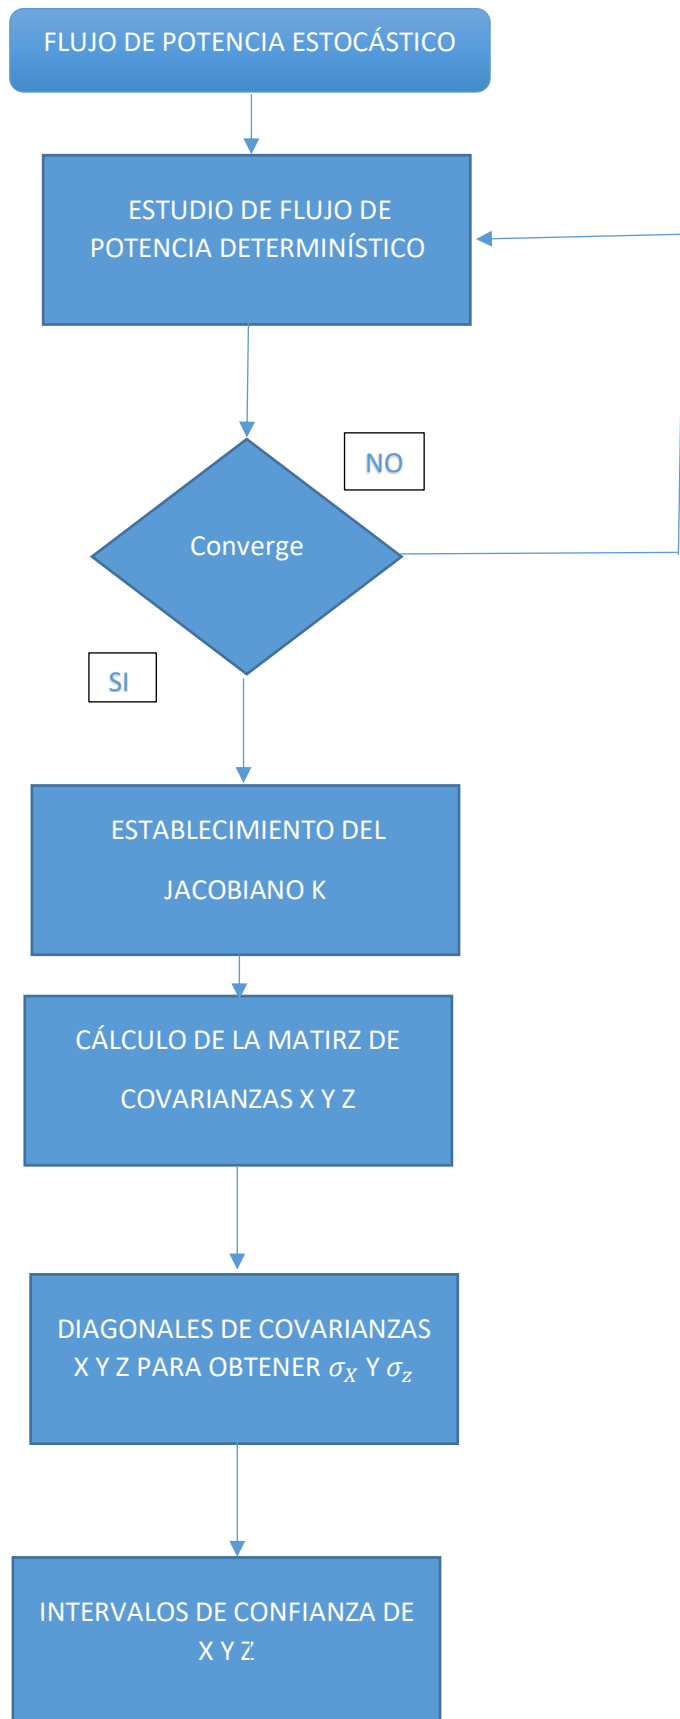 FLUJO DE POTENCIA ESTOCÁSTICO
ESTUDIO DE FLUJO DE
POTENCIA DETERMINÍSTICO
NO
Converge
SI
ESTABLECIMIENTO DEL
JACOBIANO K
CÁLCULO DE LA MATIRZ DE
COVARIANZAS X Y Z
DIAGONALES DE COVARIANZAS
X Y Z PARA OBTENER σ_X Y σ_z
INTERVALOS DE CONFIANZA DE
X Y Z